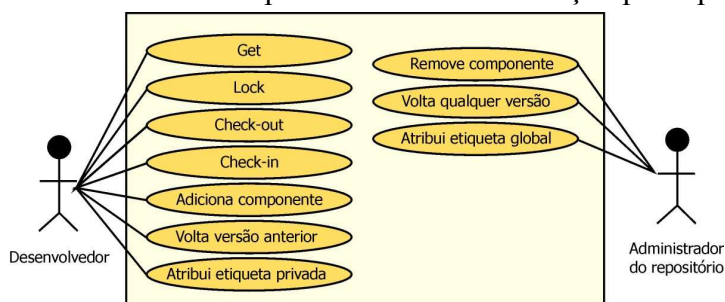 Get
Lock
Check-out
Check-in
Adiciona componente
Volta versão anterior
Atribui etiqueta privada
Remove componente
Volta qualquer versão
Atribui etiqueta global
Desenvolvedor
Administrador
do repositório